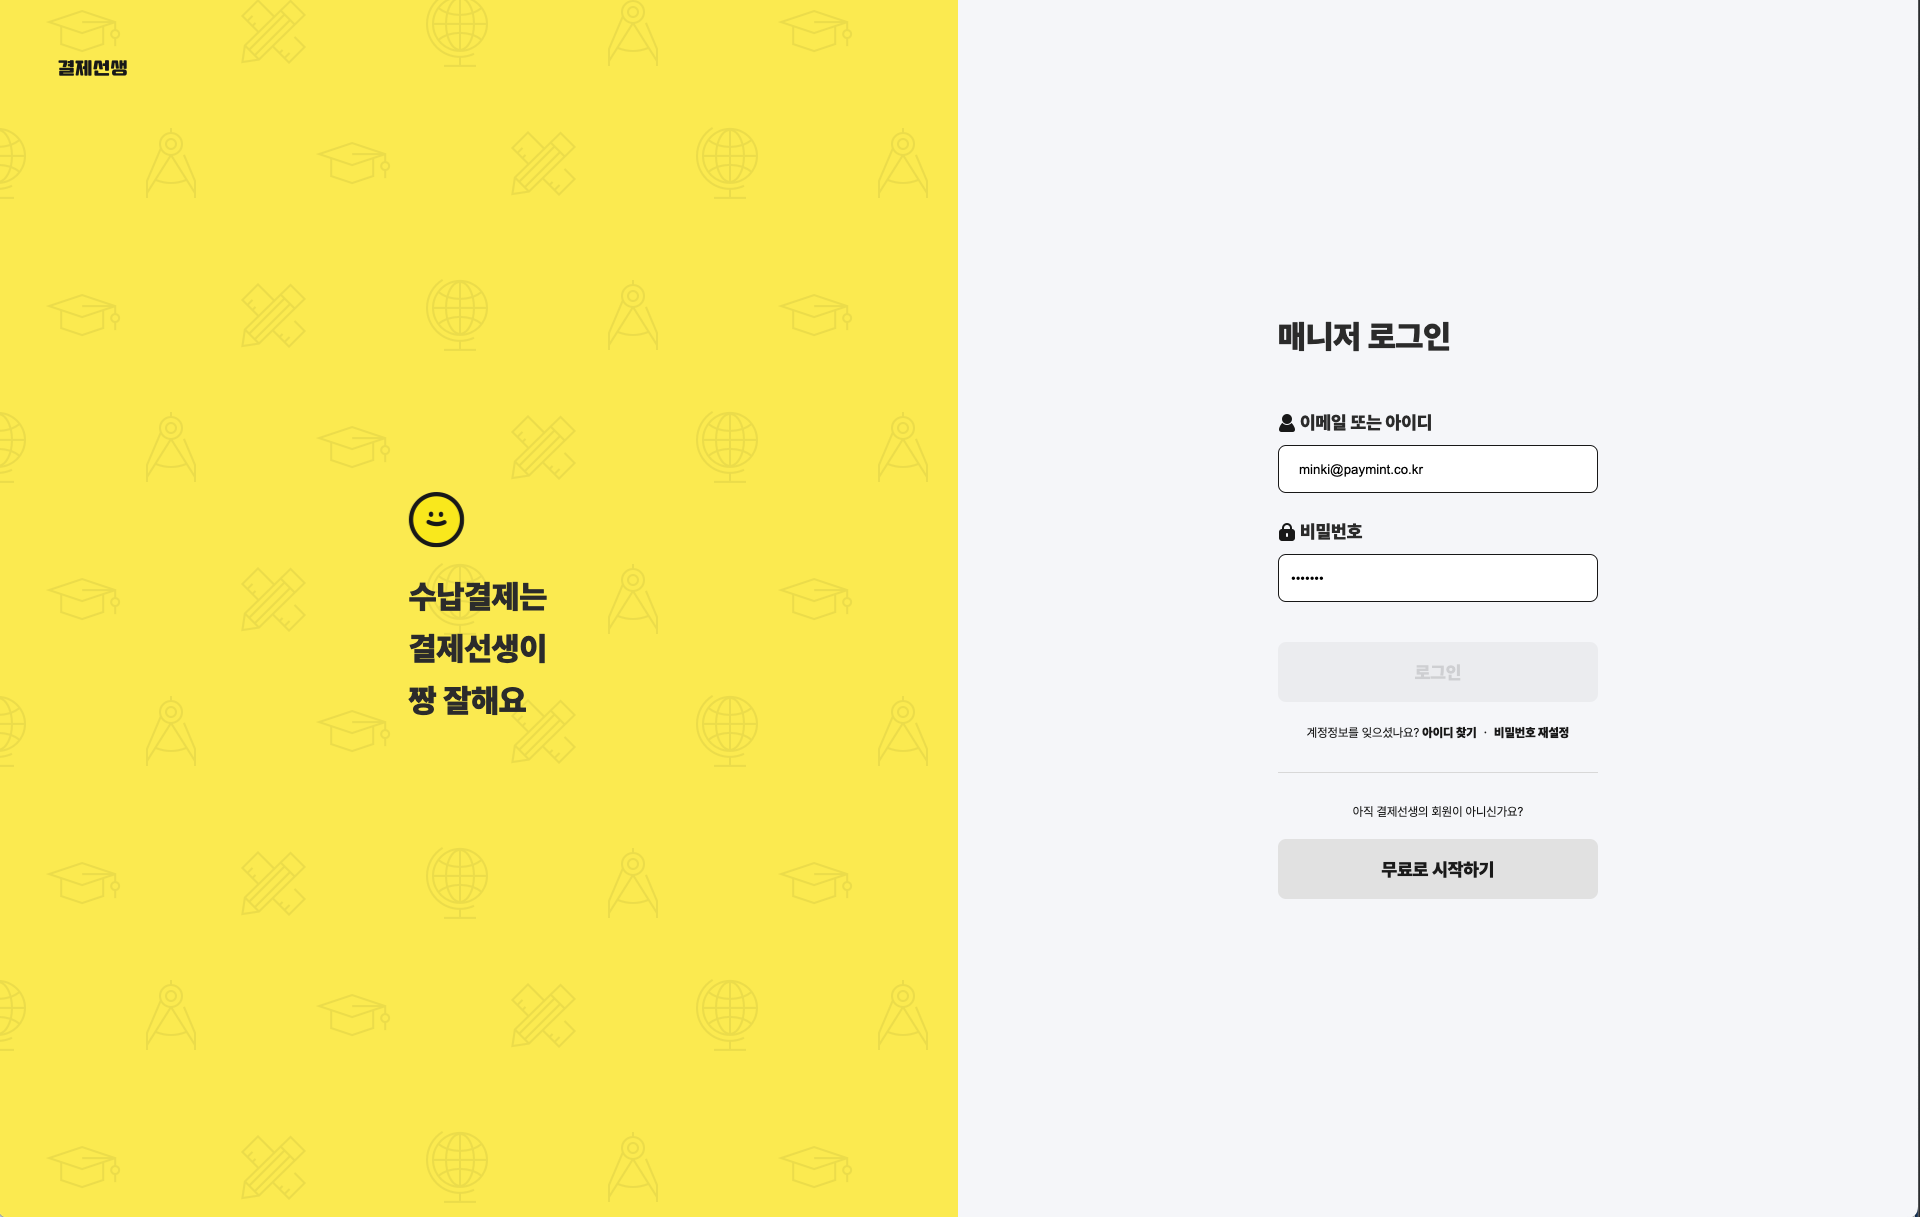 결제선생
수납결제는
결제선생이
짱 잘해요
매니저 로그인
이메일 또는 아이디
minki@paymint.co.kr
비밀번호
•••••••
로그인
계정정보를 잊으셨나요? 아이디 찾기 · 비밀번호 재설정
아직 결제선생의 회원이 아니신가요?
무료로 시작하기